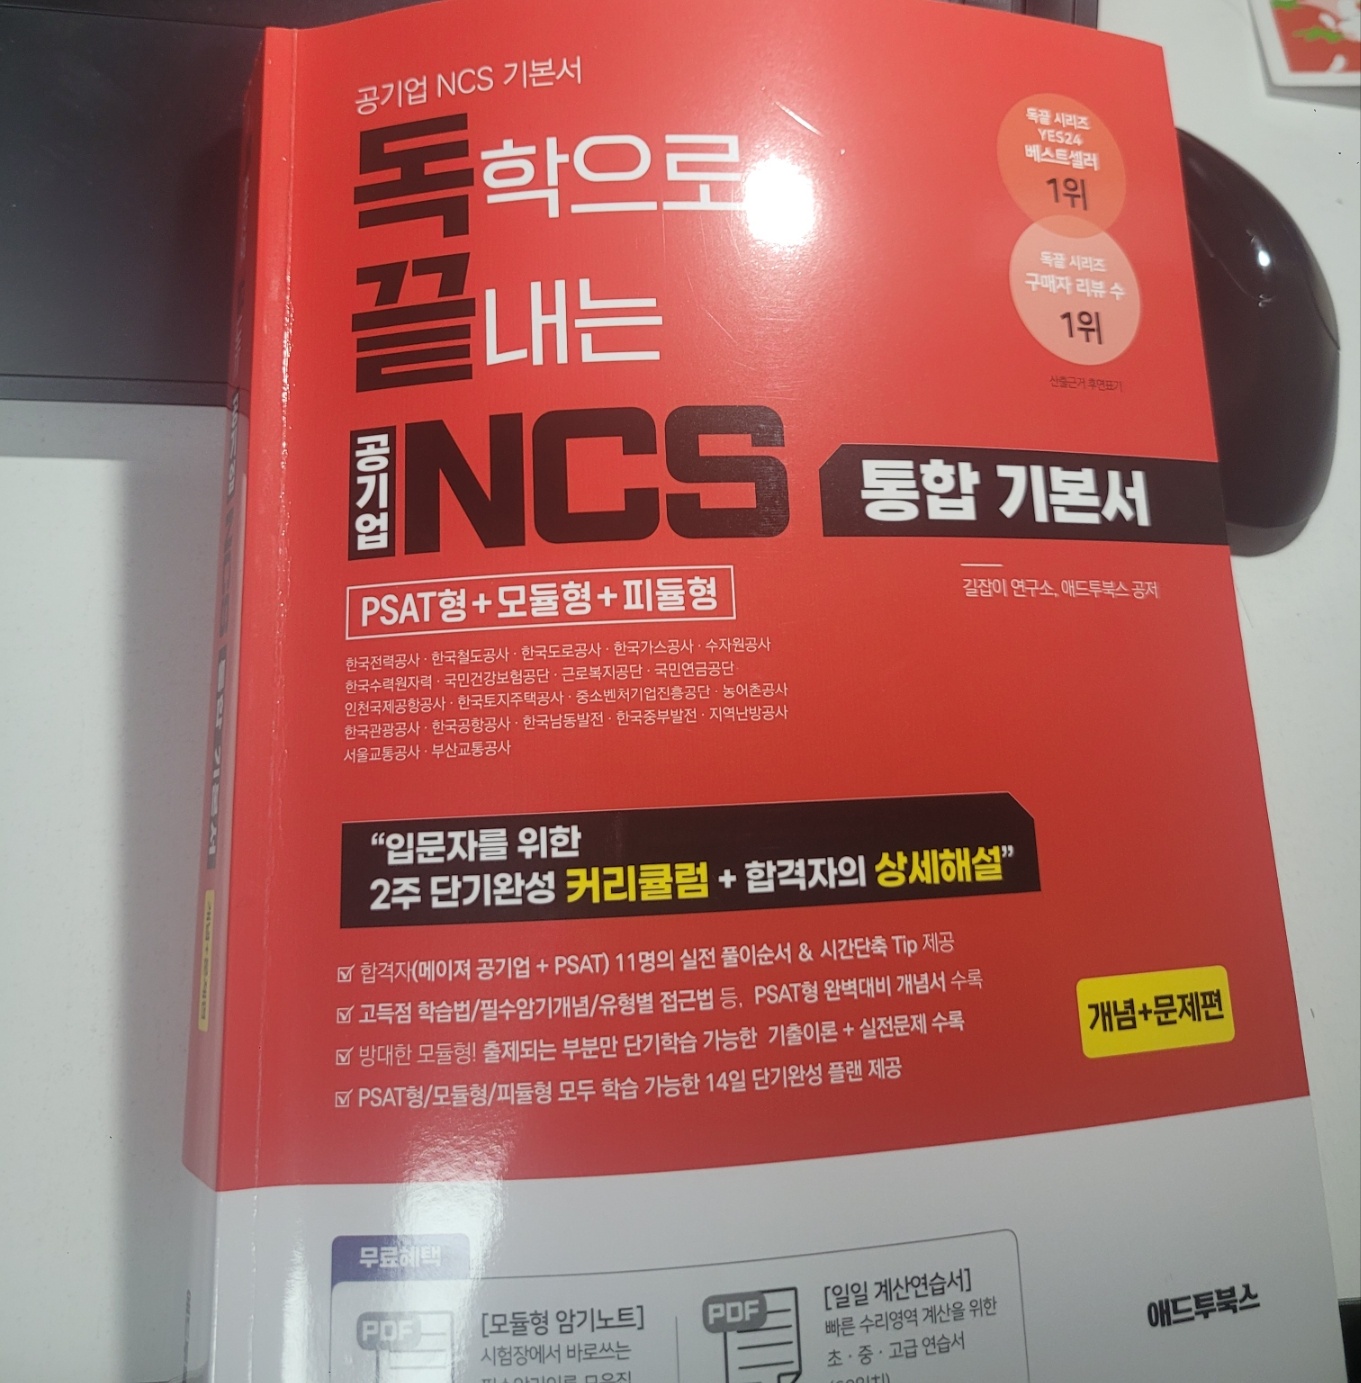 공기업 NCS 기본서
독학으로
끝내는
공기업 NCS 통합 기본서
독끝 시리즈
YES24
베스트셀러
1위
독끝 시리즈
구매자 리뷰 수
1위
산출근거 후면표기
길잡이 연구소, 애드투북스 공저
PSAT형+모듈형+피듈형
한국전력공사 · 한국철도공사 · 한국도로공사 · 한국가스공사 · 수자원공사
한국수력원자력 · 국민건강보험공단 · 근로복지공단 · 국민연금공단
인천국제공항공사 · 한국토지주택공사 · 중소벤처기업진흥공단 · 농어촌공사
한국관광공사 · 한국공항공사 · 한국남동발전 · 한국중부발전 · 지역난방공사
서울교통공사 · 부산교통공사
“입문자를 위한
2주 단기완성 커리큘럼 + 합격자의 상세해설”
합격자(메이져 공기업 + PSAT) 11명의 실전 풀이순서 & 시간단축 Tip 제공
고득점 학습법/필수암기개념/유형별 접근법 등, PSAT형 완벽대비 개념서 수록
방대한 모듈형! 출제되는 부분만 단기학습 가능한 기출이론 + 실전문제 수록
PSAT형/모듈형/피듈형 모두 학습 가능한 14일 단기완성 플랜 제공
개념+문제편
무료혜택
PDF
[모듈형 암기노트]
시험장에서 바로쓰는
PDF
[일일 계산연습서]
빠른 수리영역 계산을 위한
초 · 중 · 고급 연습서
애드투북스